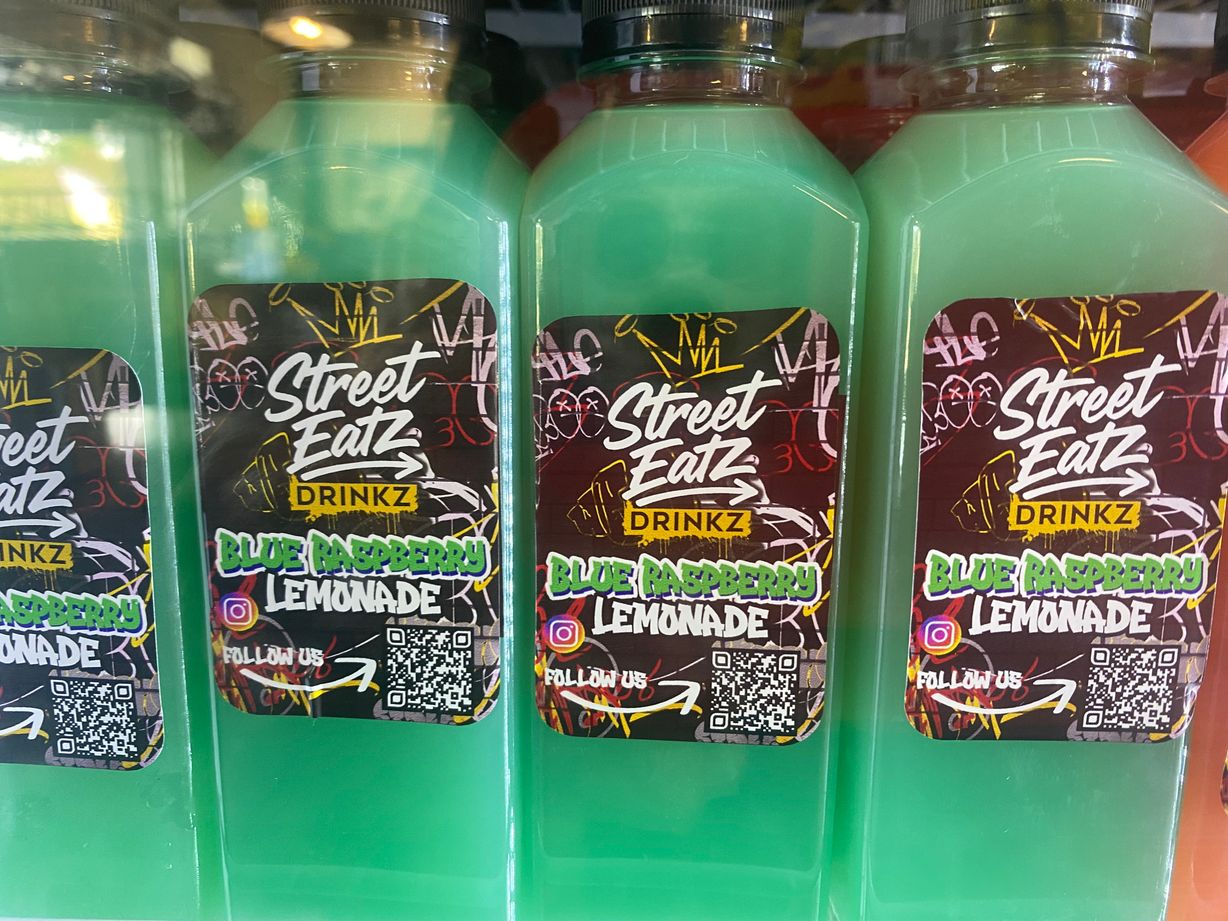 Street
Eatz
DRINKZ
BLUE RASPBERRY
LEMONADE
FOLLOW US
Street
Eatz
DRINKZ
BLUE RASPBERRY
LEMONADE
FOLLOW US
Street
Eatz
DRINKZ
BLUE RASPBERRY
LEMONADE
FOLLOW US